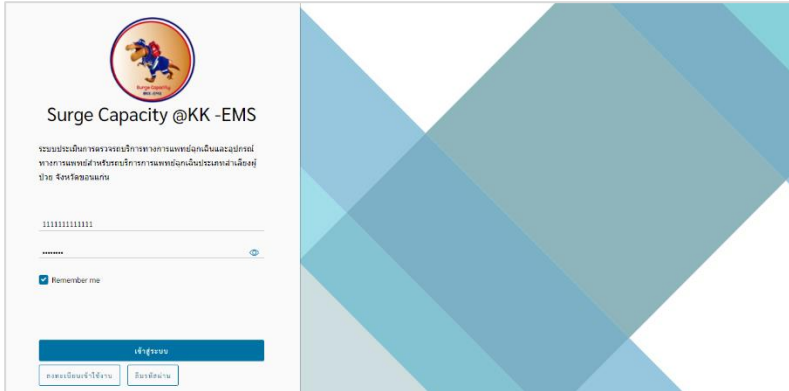 Surge Capacity
@KK -EMS
Surge Capacity @KK -EMS
ระบบประเมินการตรวจรถบริการทางการแพทย์ฉุกเฉินและอุปกรณ์
ทางการแพทย์สำหรับรถบริการการแพทย์ฉุกเฉินประเภทลำเลียงผู้
ป่วย จังหวัดขอนแก่น
1111111111111
••••••••
Remember me
เข้าสู่ระบบ
ลงทะเบียนเข้าใช้งาน
ลืมรหัสผ่าน